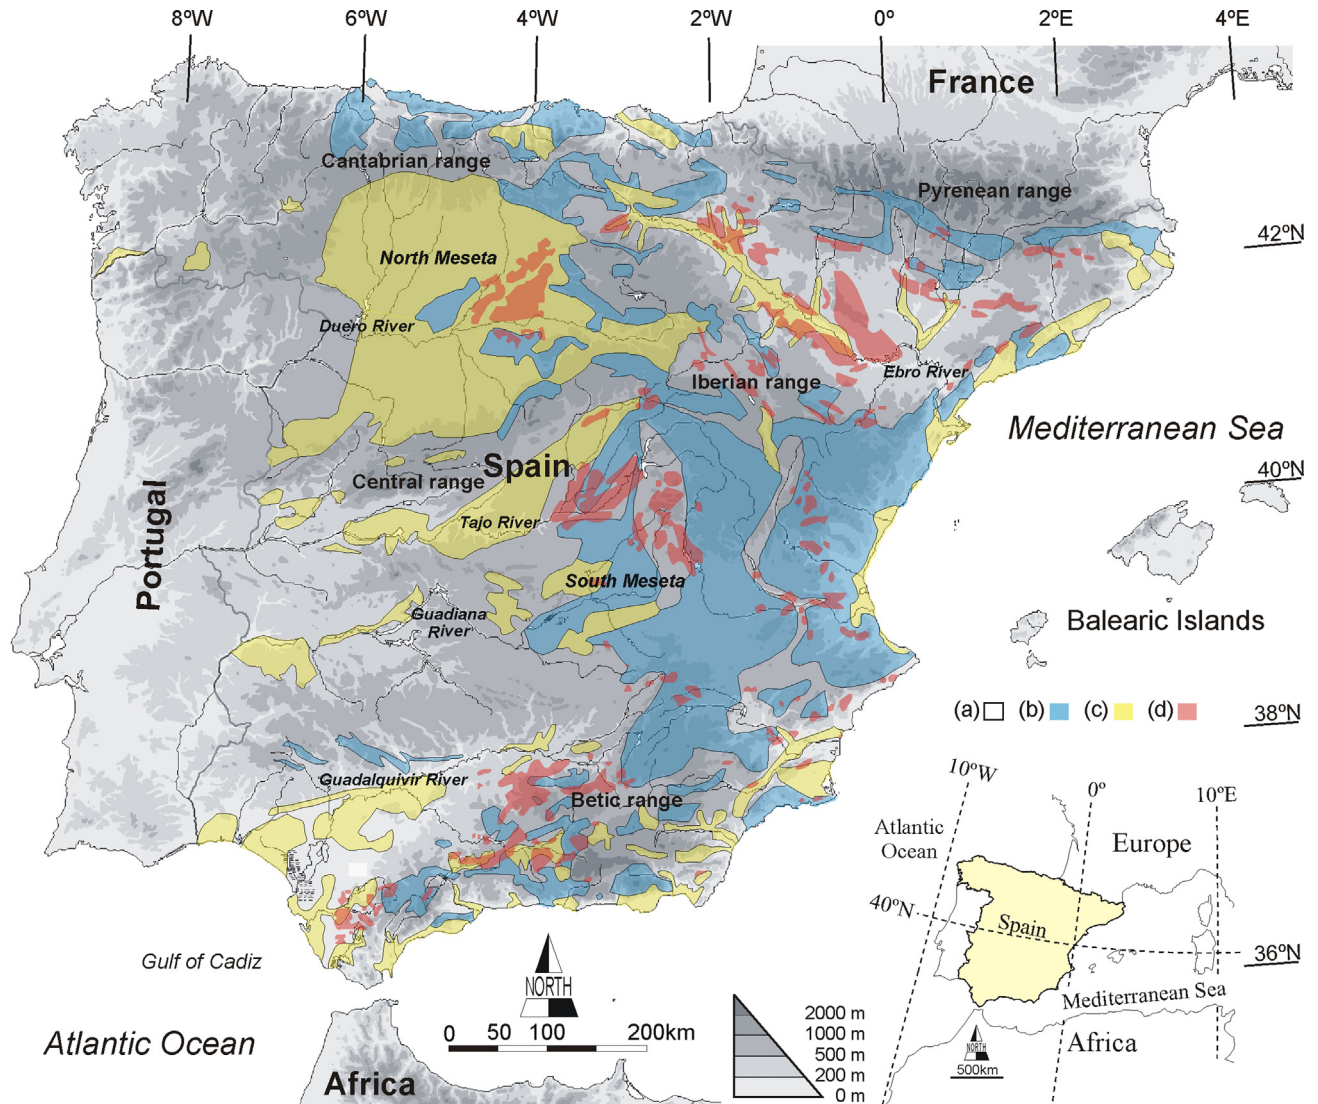 8ºW 6ºW 4ºW 2ºW 0º 2ºE 4ºE
France
Cantabrian range
Pyrenean range
42ºN
North Meseta
Duero River
Ebro River
Iberian range
Mediterranean Sea
Spain
Central range
40ºN
Portugal
Tajo River
South Meseta
Guadiana
River
Balearic Islands
(a) (b) (c) (d)
38ºN
Guadalquivir River
Betic range
10ºW
0º
10ºE
Atlantic
Ocean
Europe
40ºN
Spain
36ºN
Gulf of Cadiz
NORTH
Mediterranean Sea
2000 m
1000 m
500 m
200 m
0 m
0 50 100 200km
Atlantic Ocean
Africa
NORTH
500km
Africa